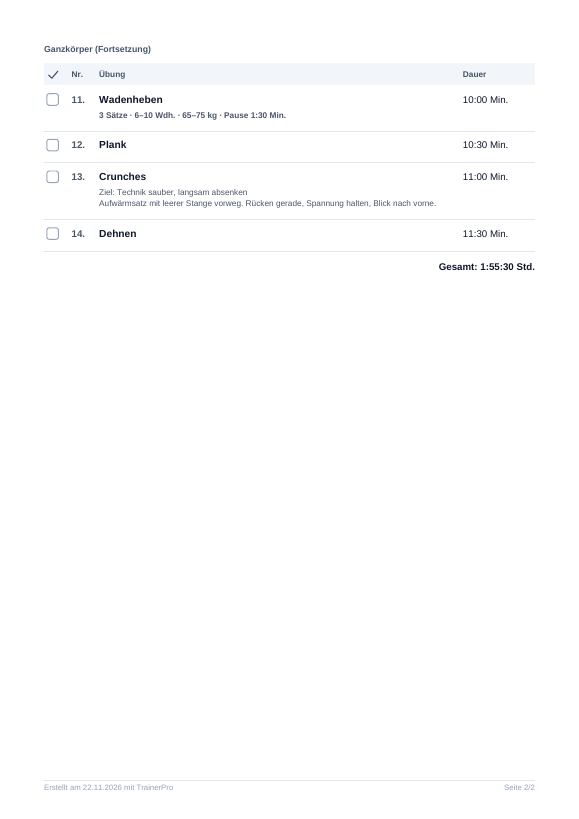 Ganzkörper (Fortsetzung)
Nr. Übung Dauer
11. Wadenheben 10:00 Min.
3 Sätze · 6–10 Wdh. · 65–75 kg · Pause 1:30 Min.
12. Plank 10:30 Min.
13. Crunches 11:00 Min.
Ziel: Technik sauber, langsam absenken
Aufwärmsatz mit leerer Stange vorweg. Rücken gerade, Spannung halten, Blick nach vorne.
14. Dehnen 11:30 Min.
Gesamt: 1:55:30 Std.
Erstellt am 22.11.2026 mit TrainerPro Seite 2/2